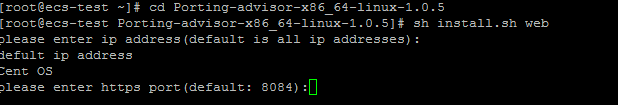 [root@ecs-test ~]# cd Porting-advisor-x86_64-linux-1.0.5
[root@ecs-test Porting-advisor-x86_64-linux-1.0.5]# sh install.sh web
please enter ip address(default is all ip addresses):
defult ip address
Cent OS
please enter https port(default: 8084):